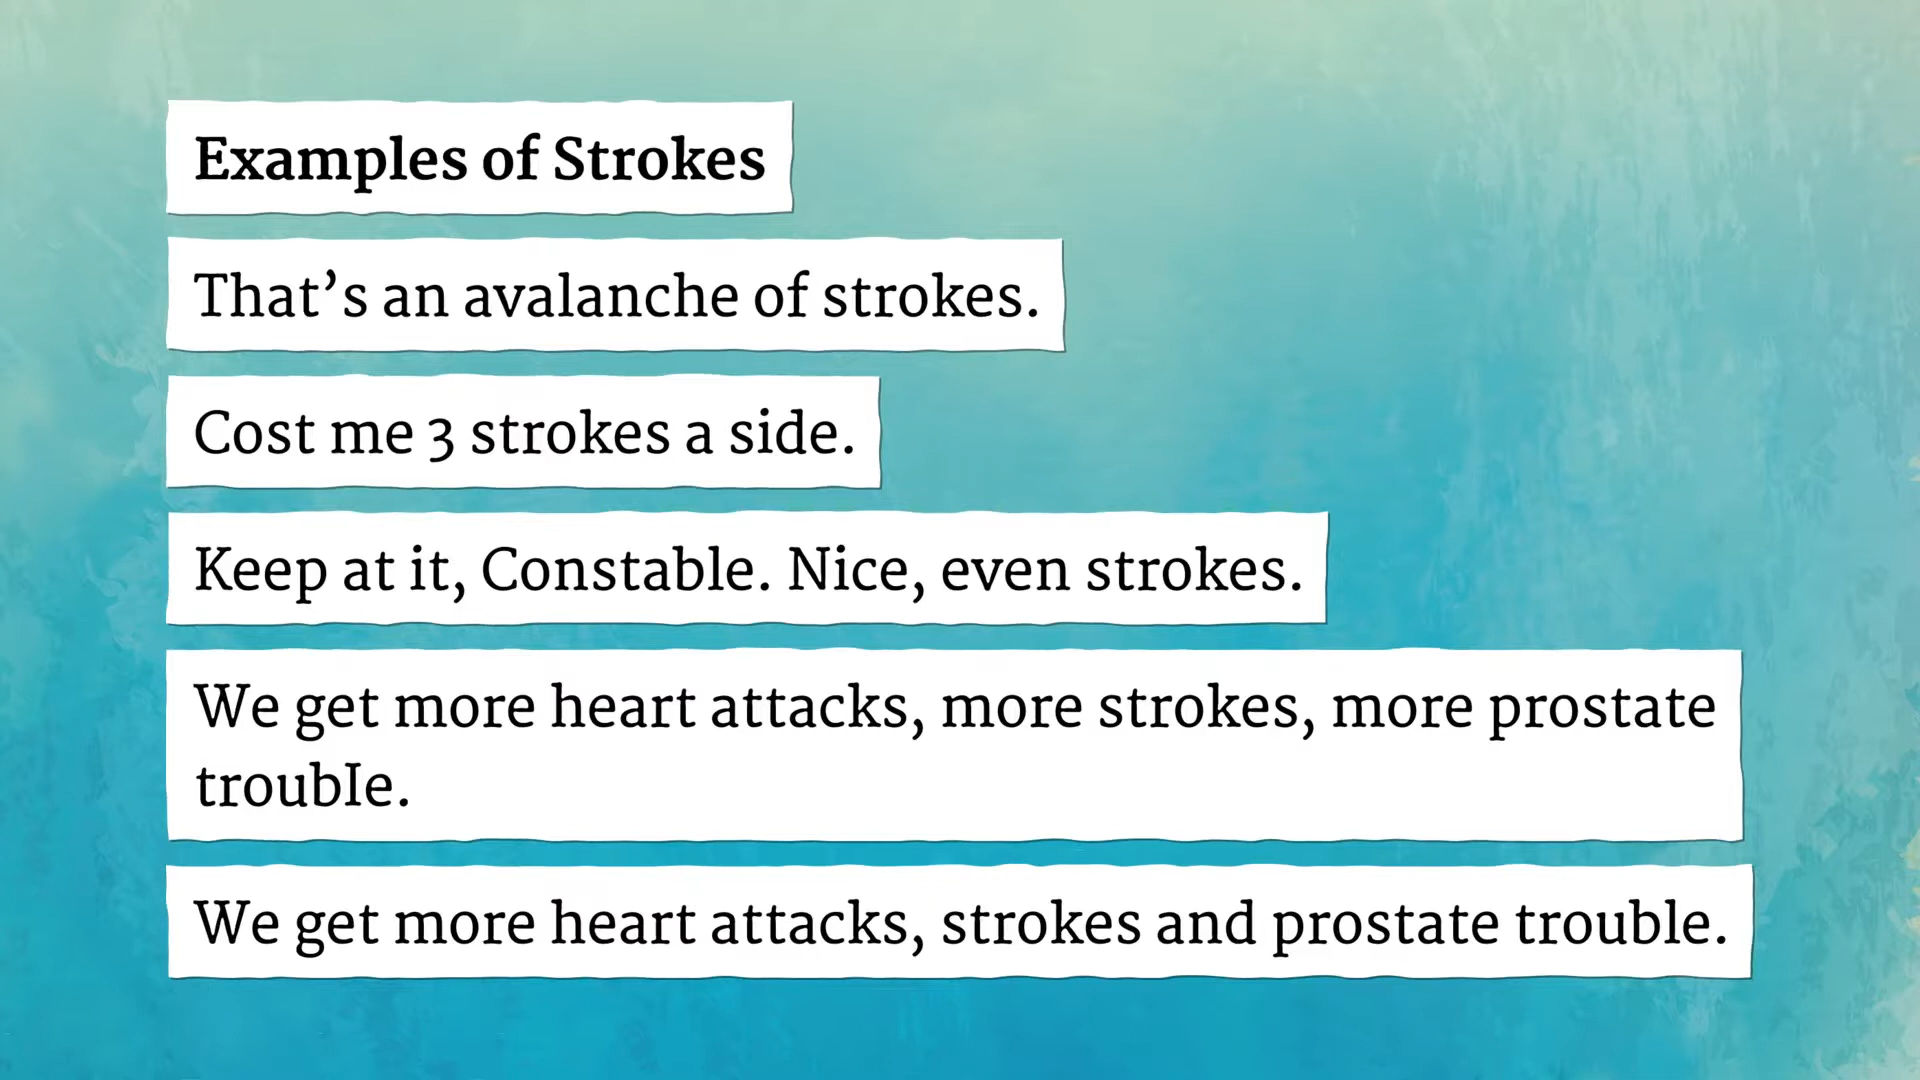 Examples of Strokes
That’s an avalanche of strokes.
Cost me 3 strokes a side.
Keep at it, Constable. Nice, even strokes.
We get more heart attacks, more strokes, more prostate
troubIe.
We get more heart attacks, strokes and prostate trouble.